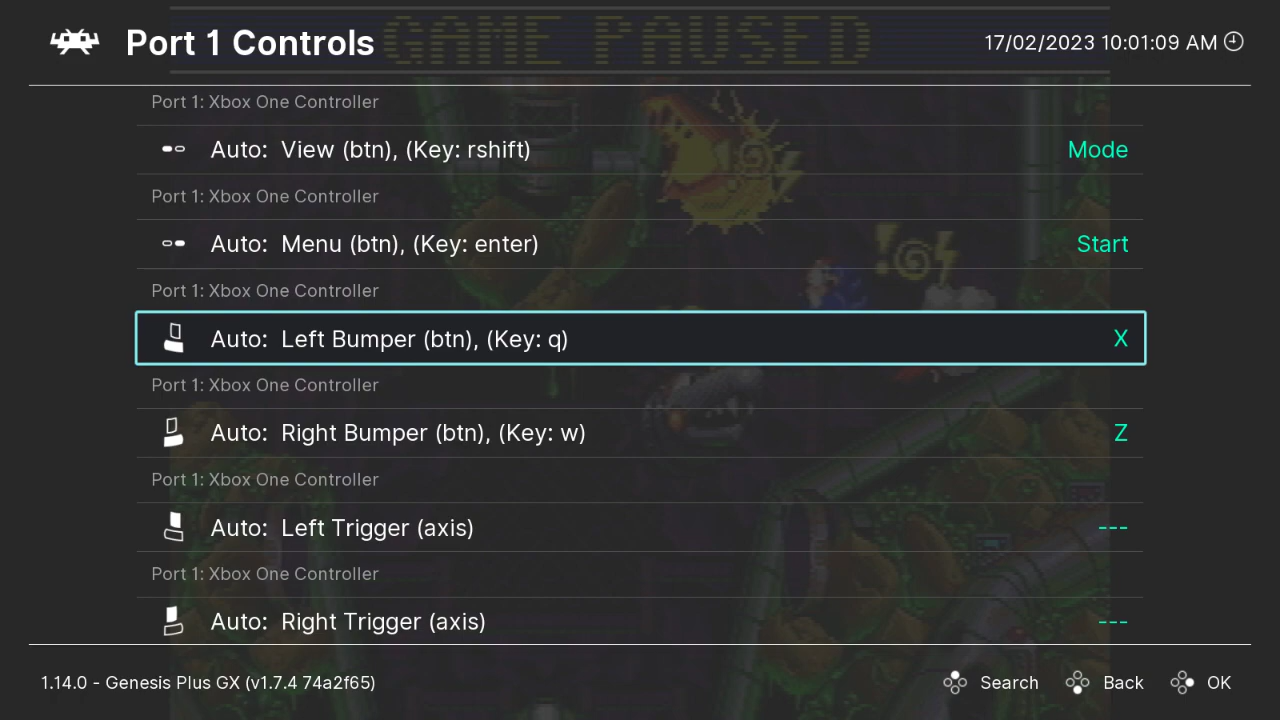 GAME PAUSED
Port 1 Controls
17/02/2023 10:01:09 AM
Port 1: Xbox One Controller
Auto: View (btn), (Key: rshift) Mode
Port 1: Xbox One Controller
Auto: Menu (btn), (Key: enter) Start
Port 1: Xbox One Controller
Auto: Left Bumper (btn), (Key: q) X
Port 1: Xbox One Controller
Auto: Right Bumper (btn), (Key: w) Z
Port 1: Xbox One Controller
Auto: Left Trigger (axis) ---
Port 1: Xbox One Controller
Auto: Right Trigger (axis) ---
1.14.0 - Genesis Plus GX (v1.7.4 74a2f65) Search Back OK